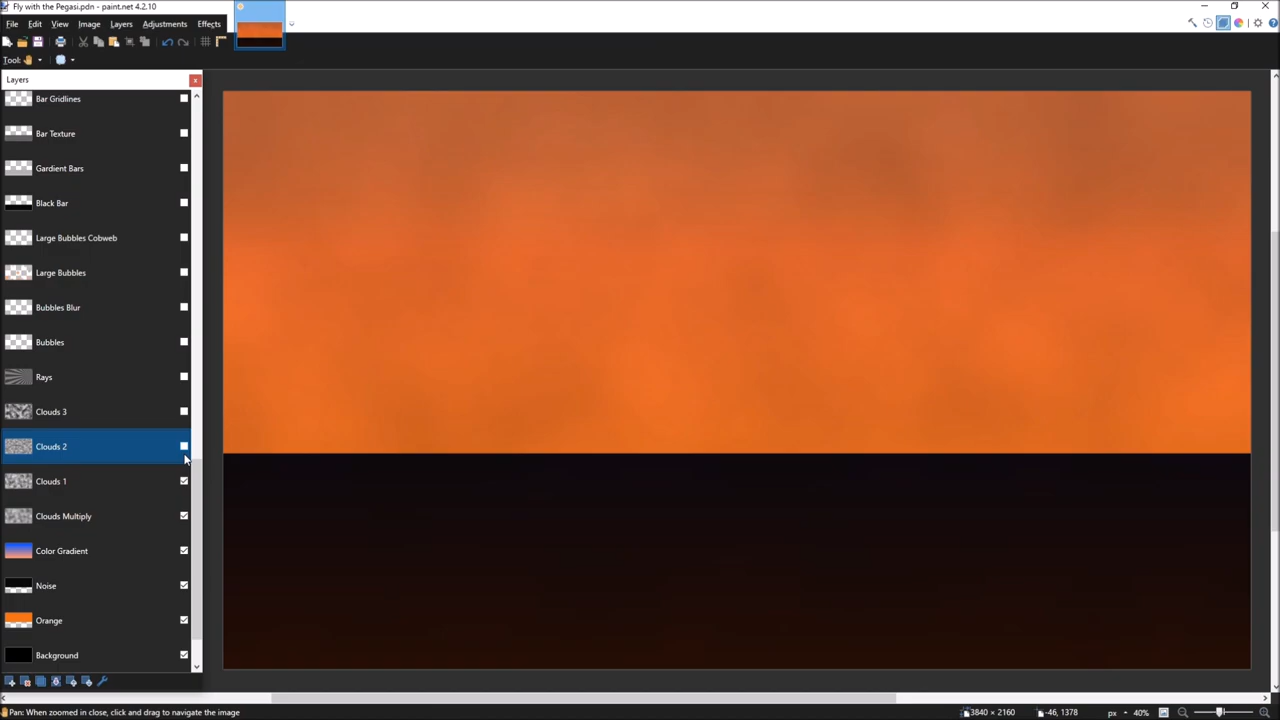 Fly with the Pegasi.pdn - paint.net 4.2.10
File Edit View Image Layers Adjustments Effects
Tool:
Layers
Bar Gridlines
Bar Texture
Gardient Bars
Black Bar
Large Bubbles Cobweb
Large Bubbles
Bubbles Blur
Bubbles
Rays
Clouds 3
Clouds 2
Clouds 1
Clouds Multiply
Color Gradient
Noise
Orange
Background
Pan: When zoomed in close, click and drag to navigate the image 3840 × 2160 -46, 1378 px 40%